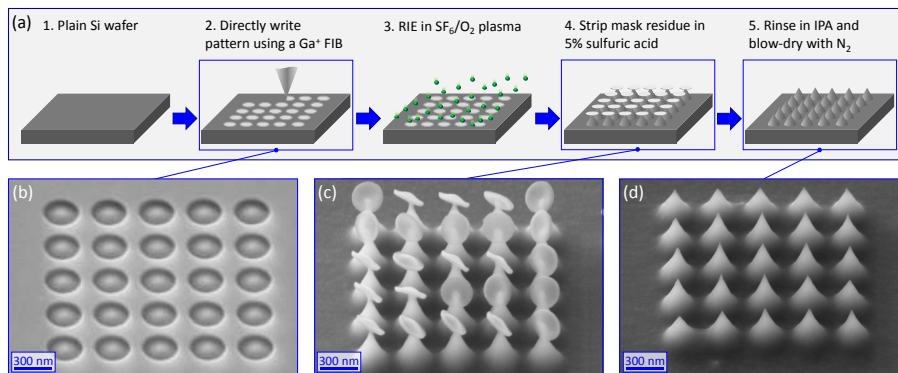 (a)
1. Plain Si wafer
2. Directly write
pattern using a Ga⁺ FIB
3. RIE in SF₆/O₂ plasma
4. Strip mask residue in
5% sulfuric acid
5. Rinse in IPA and
blow-dry with N₂
(b)
300 nm
(c)
300 nm
(d)
300 nm